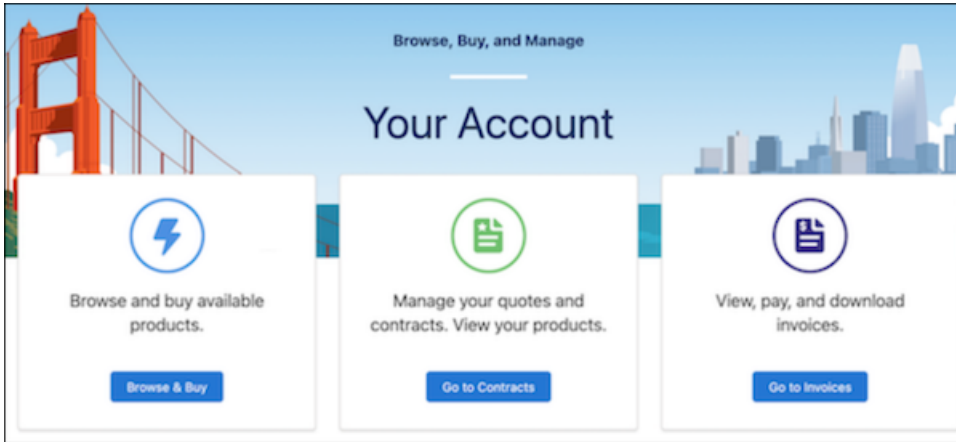 Browse, Buy, and Manage
Your Account
Browse and buy available
products.
Browse & Buy
Manage your quotes and
contracts. View your products.
Go to Contracts
View, pay, and download
invoices.
Go to Invoices